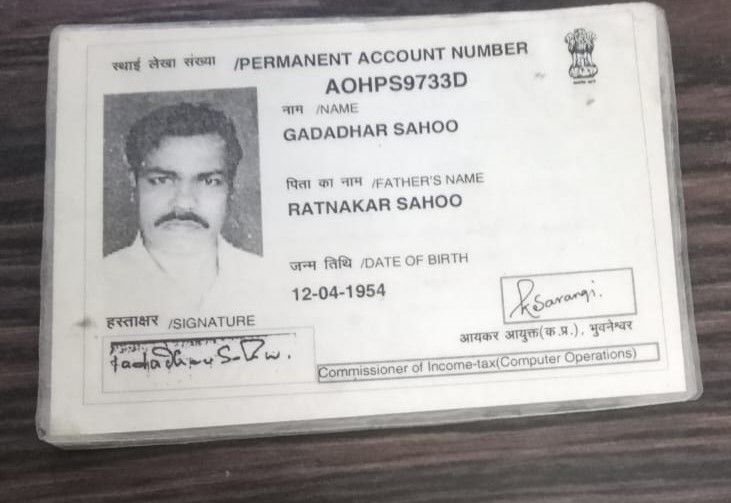 स्थाई लेखा संख्या /PERMANENT ACCOUNT NUMBER
AOHPS9733D
नाम /NAME
GADADHAR SAHOO
पिता का नाम /FATHER'S NAME
RATNAKAR SAHOO
जन्म तिथि /DATE OF BIRTH
12-04-1954
हस्ताक्षर /SIGNATURE
KSarangi.
आयकर आयुक्त(क.प्र.), भुवनेश्वर
Commissioner of Income-tax(Computer Operations)